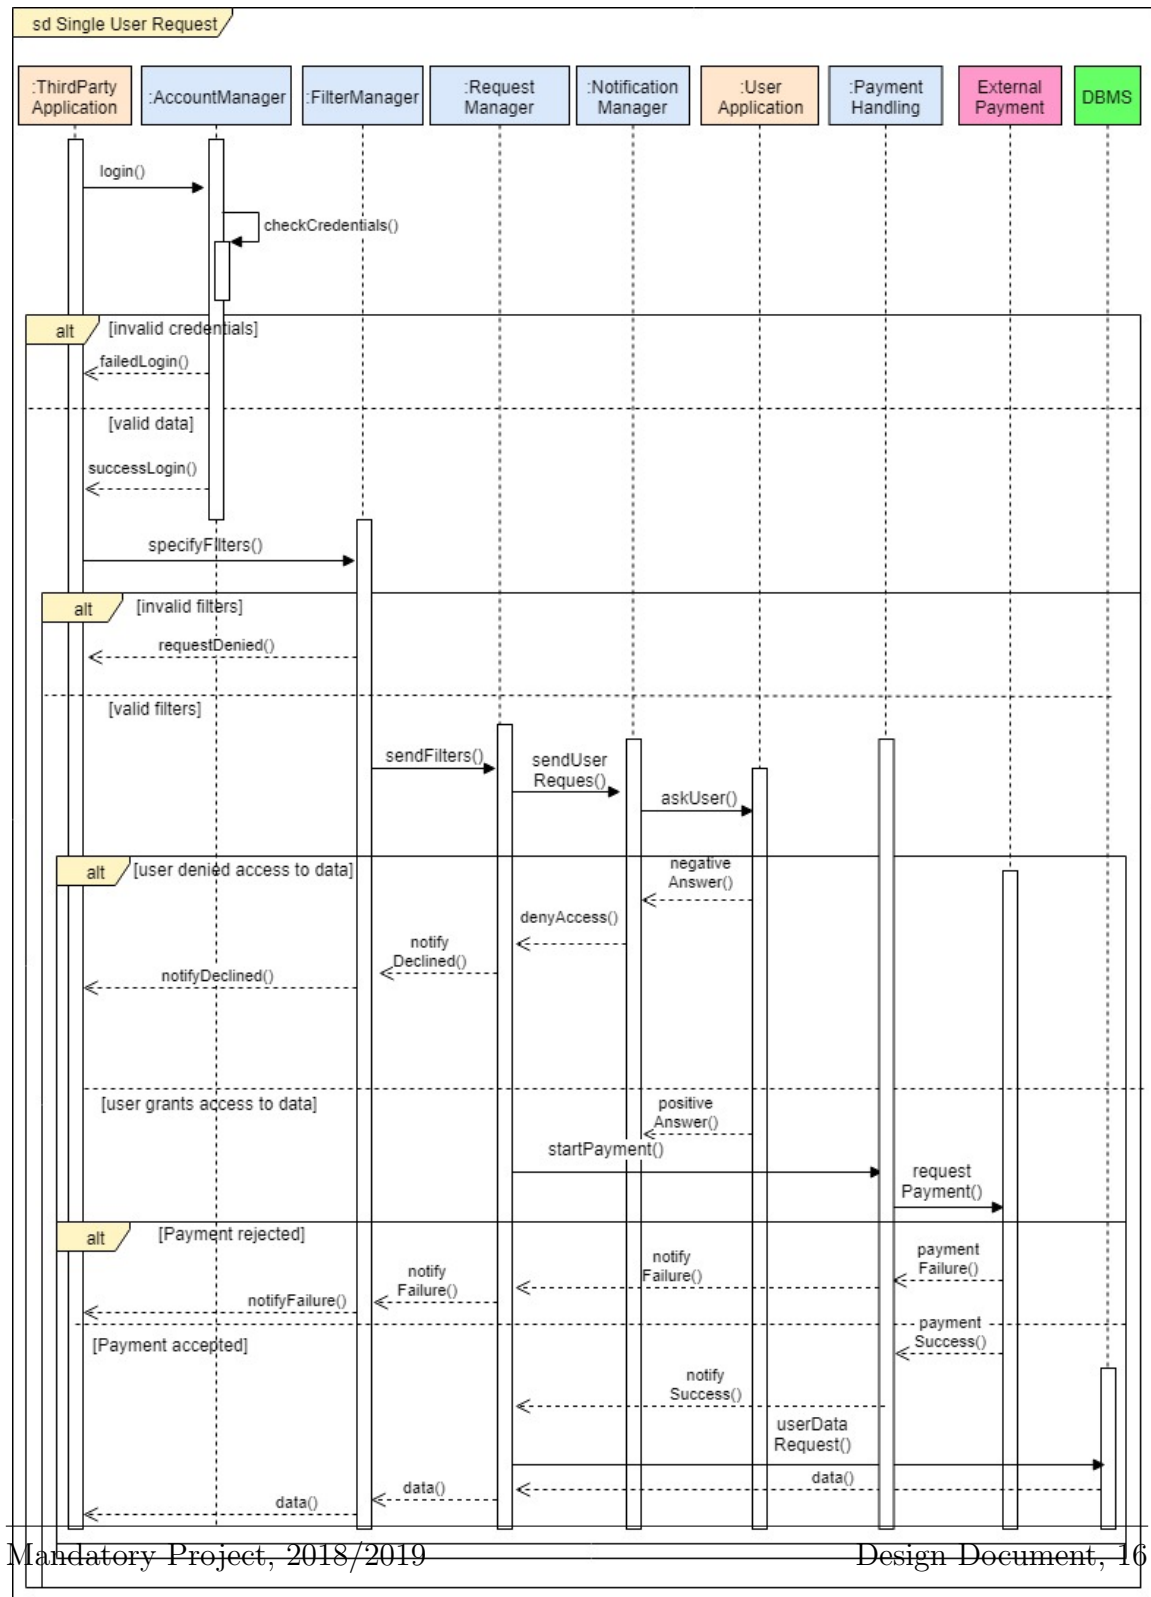 sd Single User Request
:ThirdParty
Application
:AccountManager
:FilterManager
:Request
Manager
:Notification
Manager
:User
Application
:Payment
Handling
External
Payment
DBMS
login()
checkCredentials()
alt
[invalid credentials]
failedLogin()
[valid data]
successLogin()
specifyFIlters()
alt
[invalid filters]
requestDenied()
[valid filters]
sendFilters()
sendUser
Reques()
askUser()
alt
[user denied access to data]
negative
Answer()
denyAccess()
notify
Declined()
notifyDeclined()
[user grants access to data]
positive
Answer()
startPayment()
request
Payment()
alt
[Payment rejected]
payment
Failure()
notify
Failure()
notify
Failure()
notifyFailure()
[Payment accepted]
payment
Success()
notify
Success()
userData
Request()
data()
data()
data()
Mandatory Project, 2018/2019
Design Document, 16